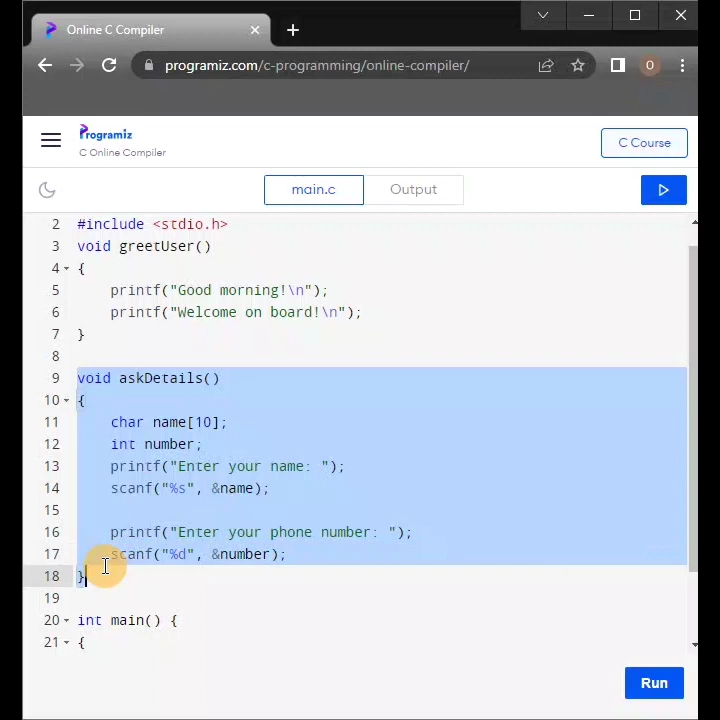 Online C Compiler
programiz.com/c-programming/online-compiler/
O
Programiz
C Online Compiler
C Course
main.c
Output
2 #include <stdio.h>
3 void greetUser()
4 {
5 printf("Good morning!\n");
6 printf("Welcome on board!\n");
7 }
8
9 void askDetails()
10 {
11 char name[10];
12 int number;
13 printf("Enter your name: ");
14 scanf("%s", &name);
15
16 printf("Enter your phone number: ");
17 scanf("%d", &number);
18 }
19
20 int main() {
21 {
Run